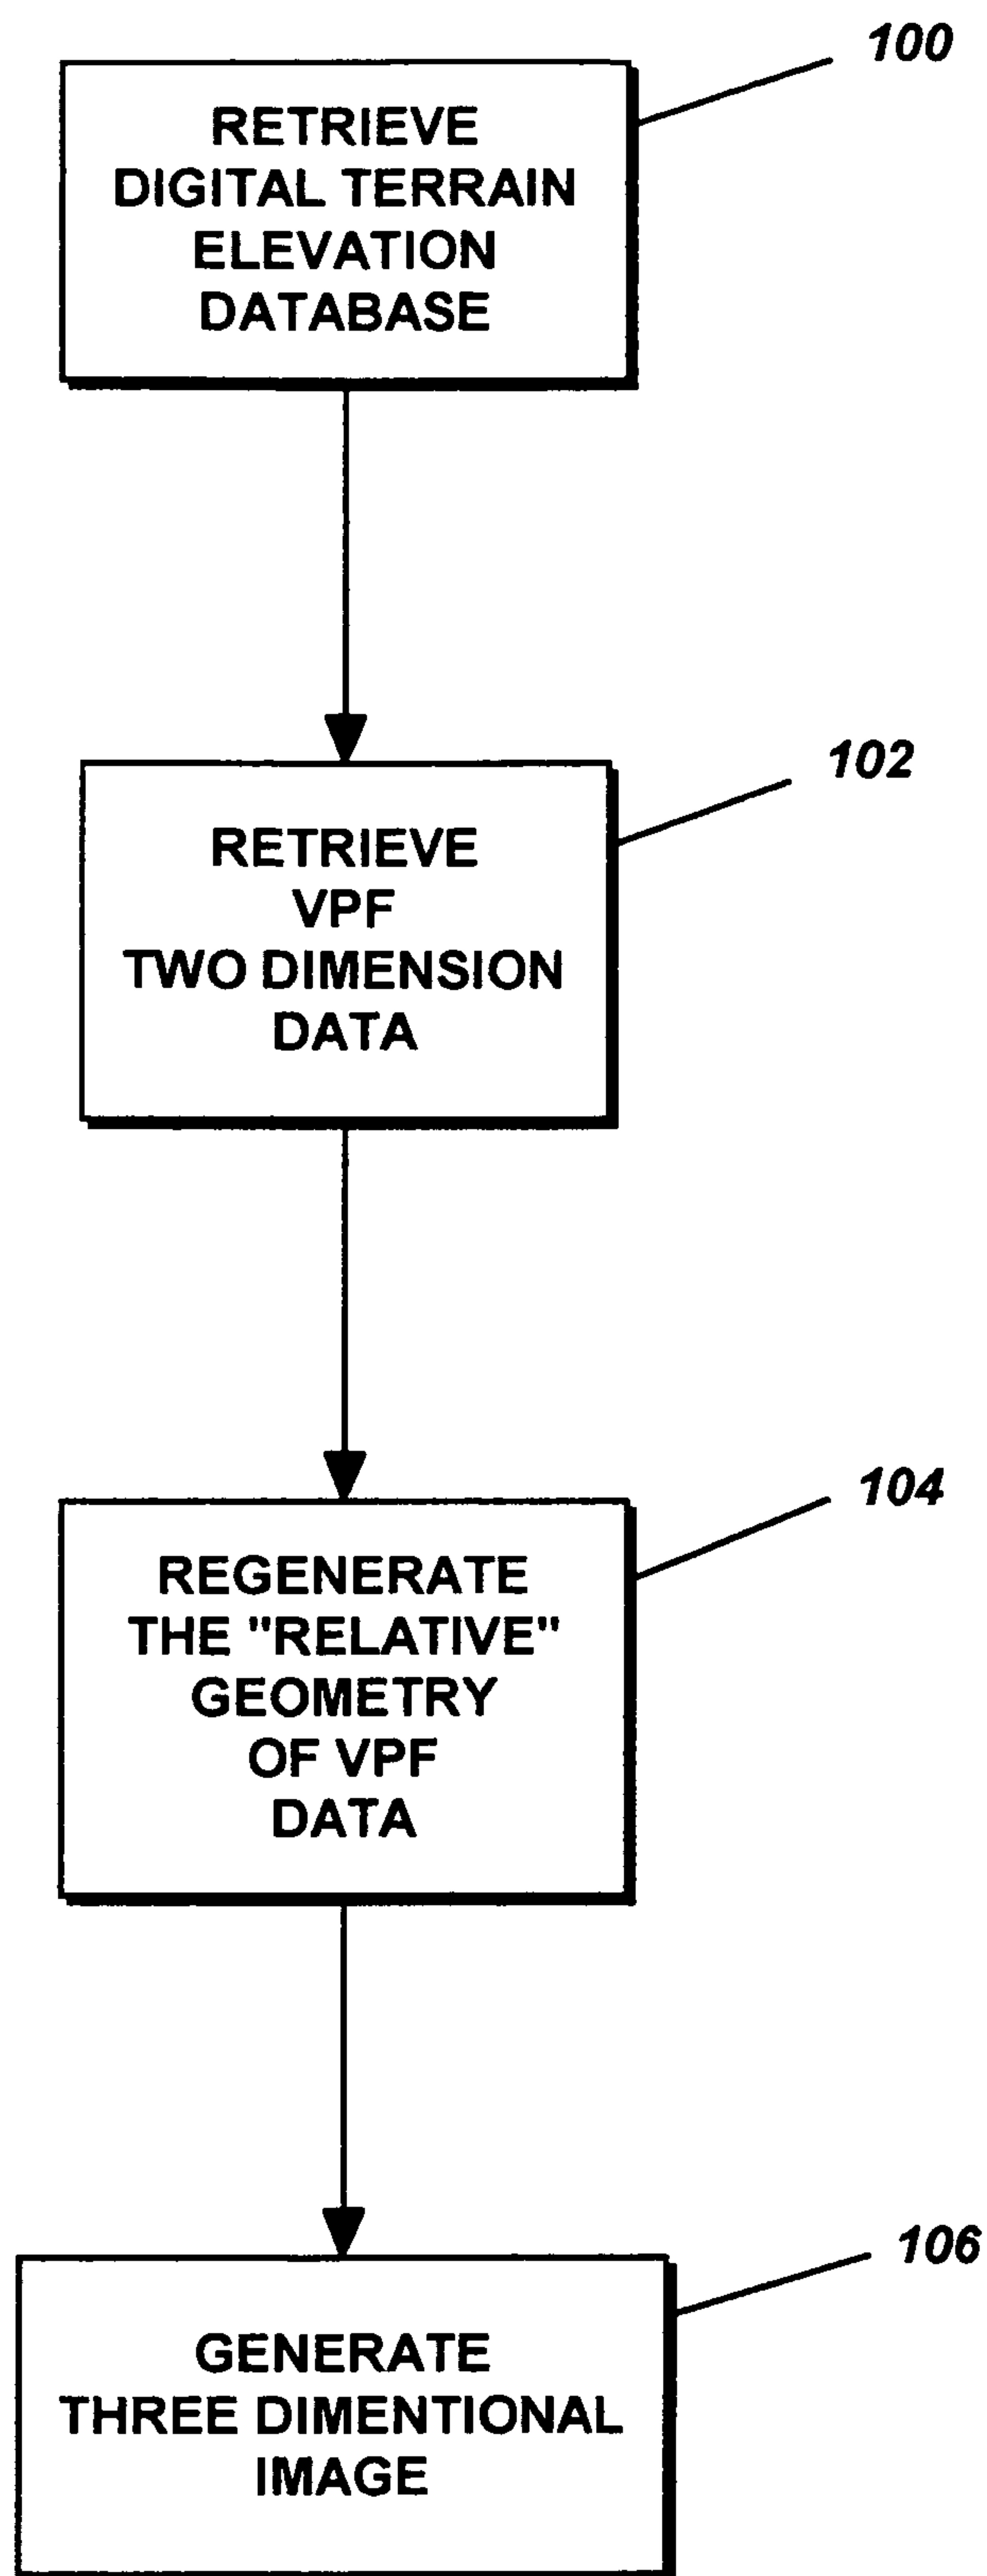 100
RETRIEVE
DIGITAL TERRAIN
ELEVATION
DATABASE
102
RETRIEVE
VPF
TWO DIMENSION
DATA
104
REGENERATE
THE "RELATIVE"
GEOMETRY
OF VPF
DATA
106
GENERATE
THREE DIMENTIONAL
IMAGE